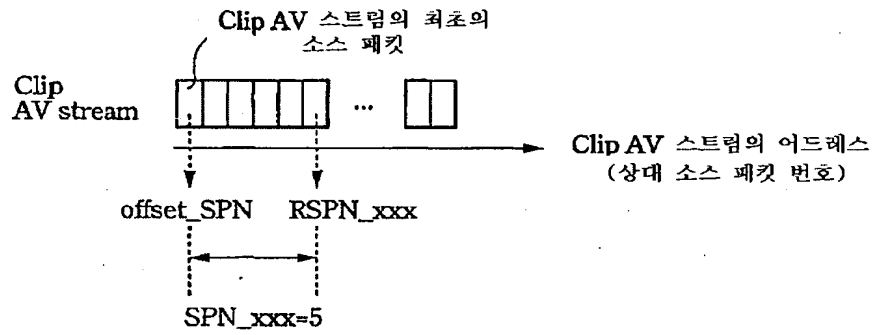 Clip AV 스트림의 최초의
소스 패킷
Clip
AV stream
...
Clip AV 스트림의 어드레스
(상대 소스 패킷 번호)
offset_SPN
RSPN_xxx
SPN_xxx=5